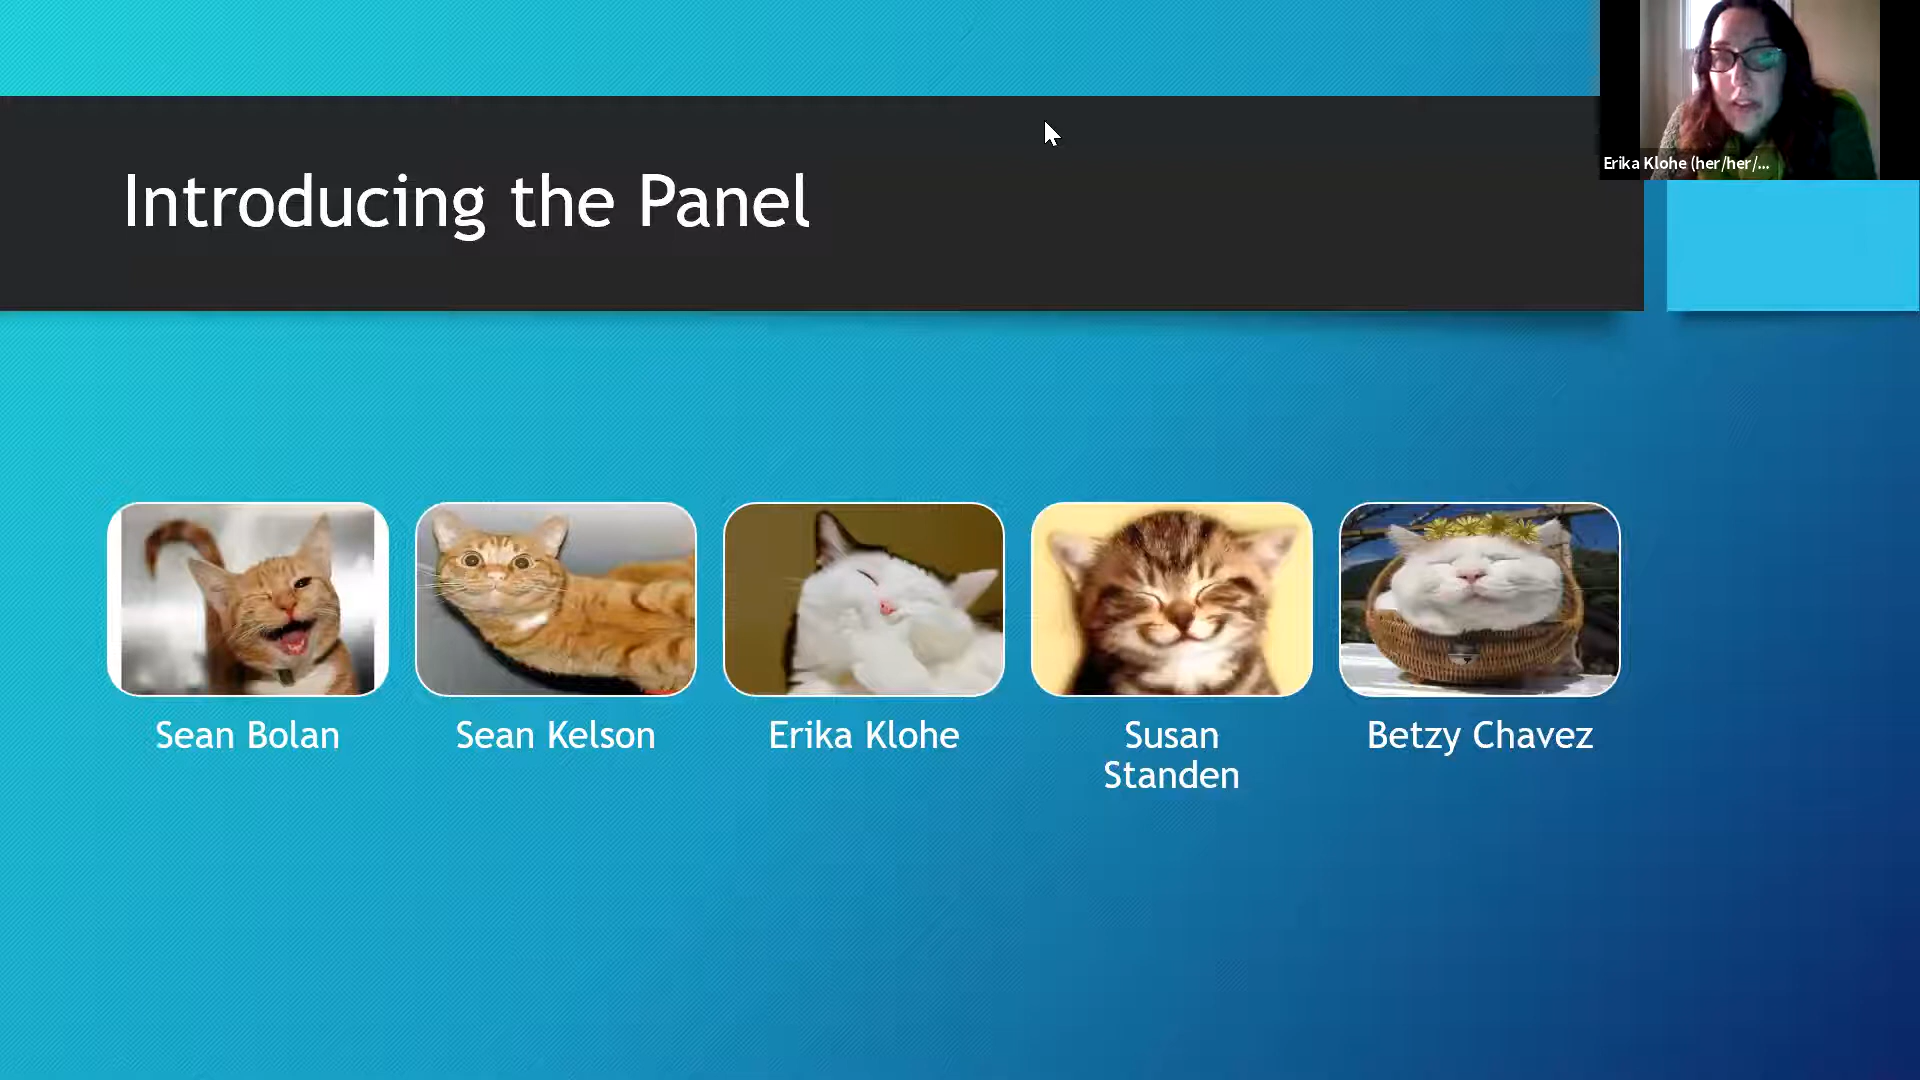 Erika Klohe (her/her/...
Introducing the Panel
Sean Bolan
Sean Kelson
Erika Klohe
Susan
Standen
Betzy Chavez